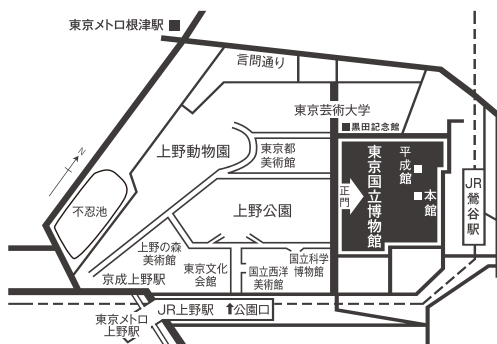 東京メトロ根津駅
言問通り
東京芸術大学
黒田記念館
上野動物園
東京都
美術館
平成館
東京国立博物館
本館
正門
JR
鶯谷駅
N
不忍池
上野公園
上野の森
美術館
京成上野駅
東京文化
会館
国立西洋
美術館
国立科学
博物館
JR上野駅
公園口
東京メトロ
上野駅